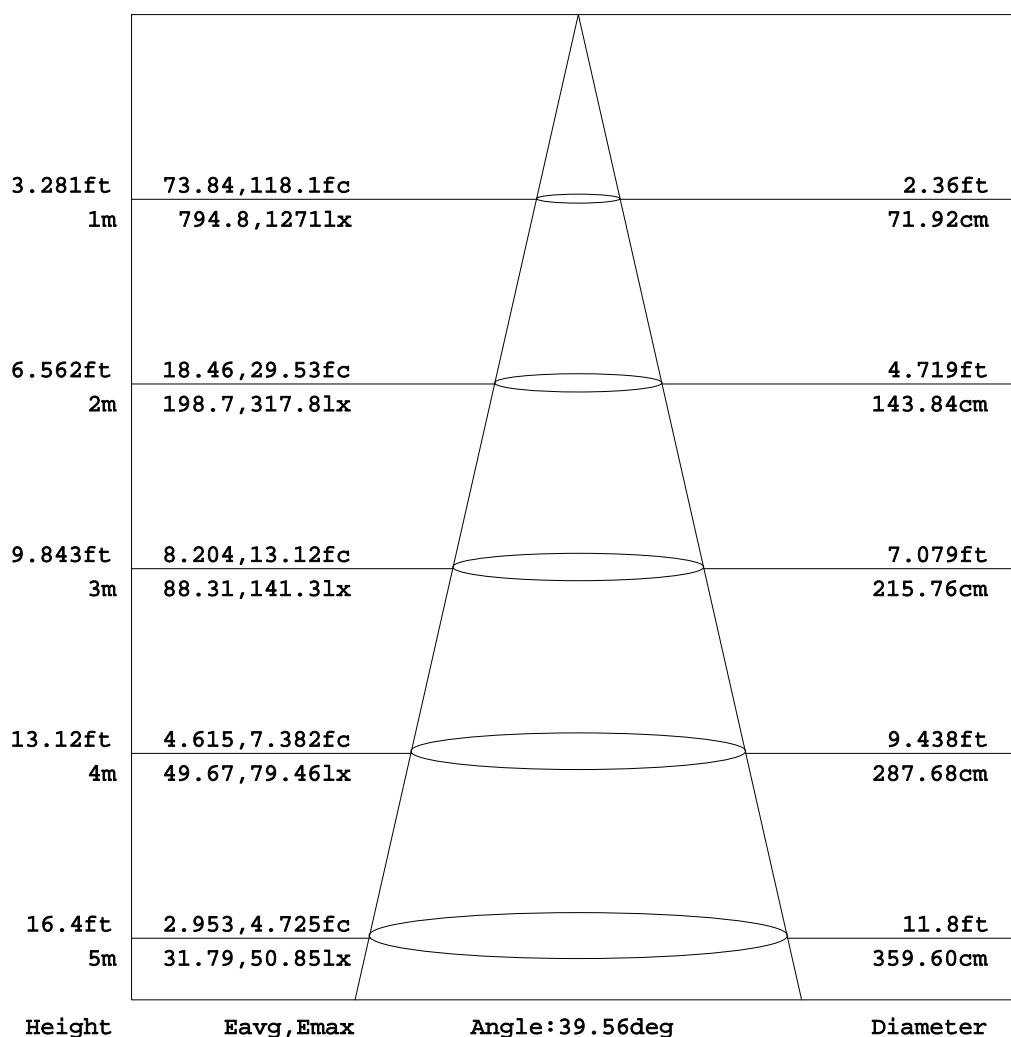 3.281ft 73.84,118.1fc 2.36ft
1m 794.8,1271lx 71.92cm
6.562ft 18.46,29.53fc 4.719ft
2m 198.7,317.8lx 143.84cm
9.843ft 8.204,13.12fc 7.079ft
3m 88.31,141.3lx 215.76cm
13.12ft 4.615,7.382fc 9.438ft
4m 49.67,79.46lx 287.68cm
16.4ft 2.953,4.725fc 11.8ft
5m 31.79,50.85lx 359.60cm
Height Eavg,Emax Angle:39.56deg Diameter